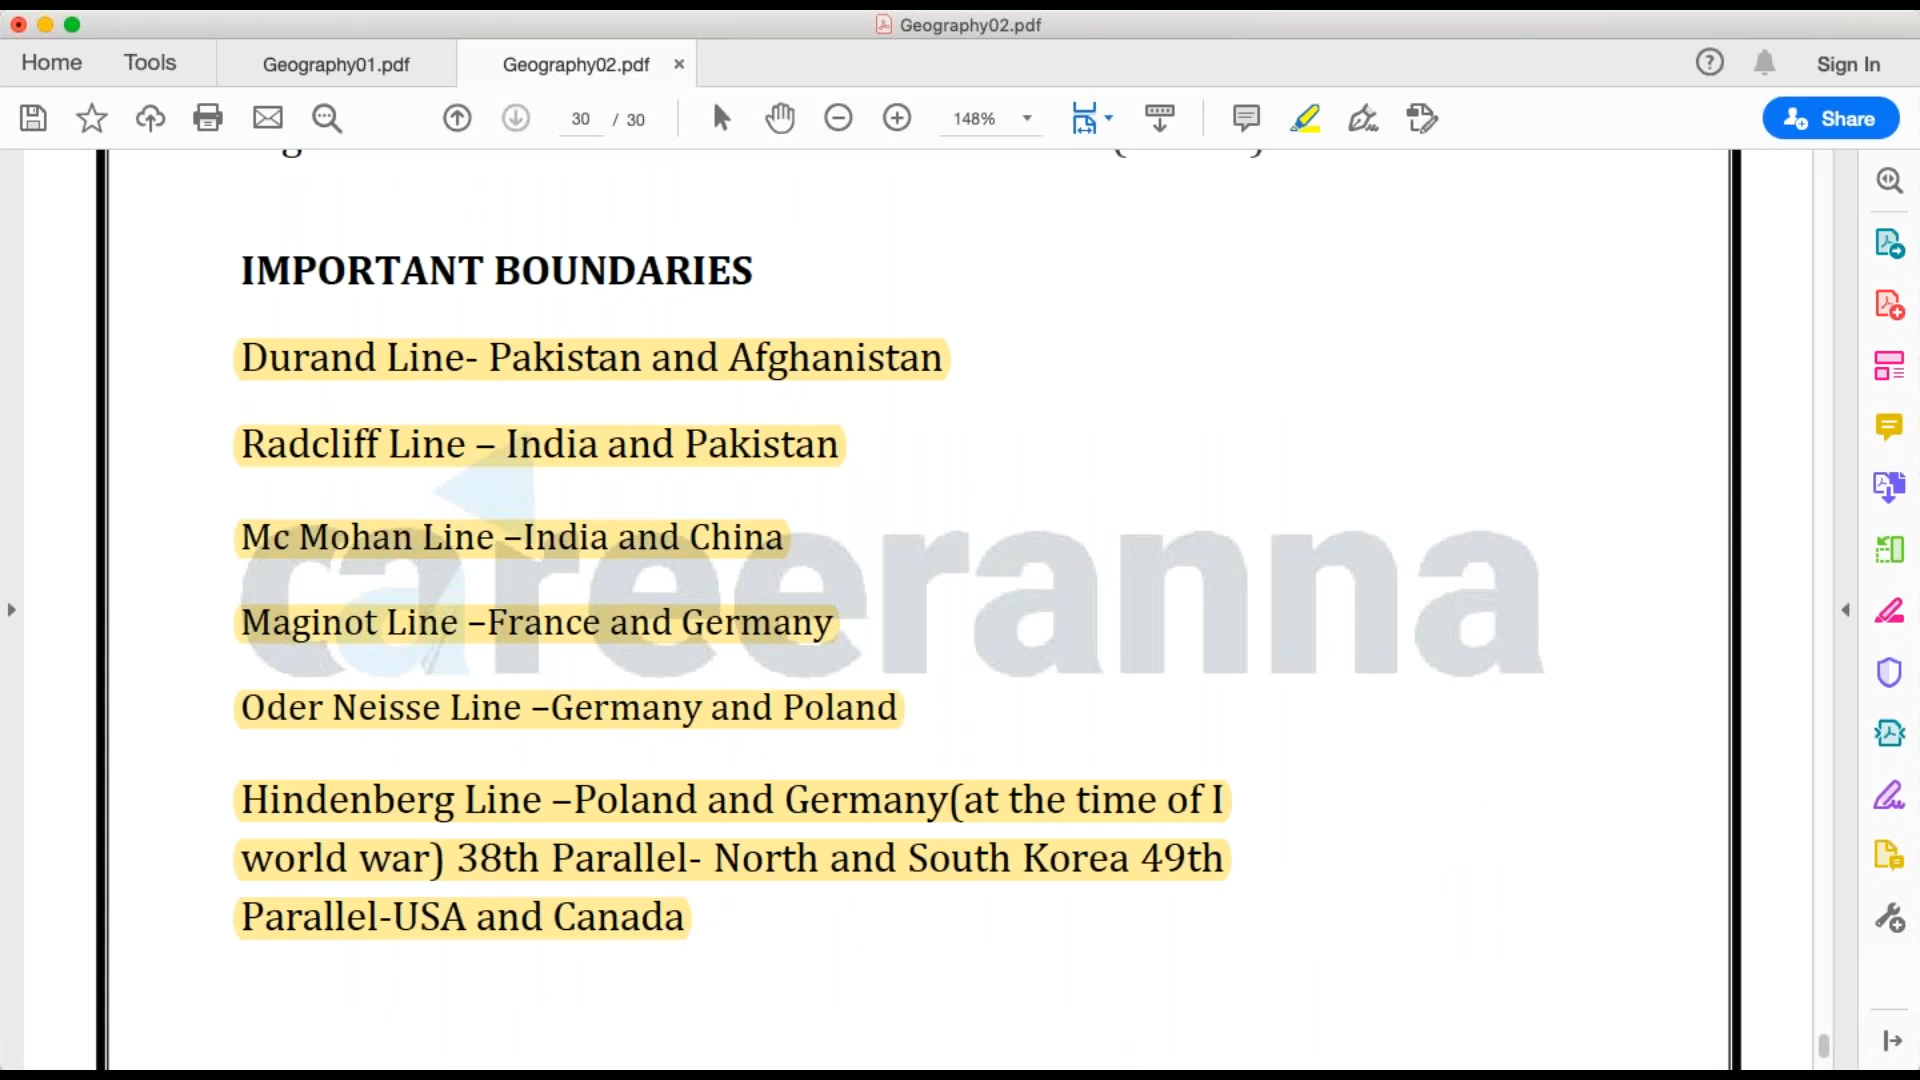 Geography02.pdf
Home Tools Geography01.pdf Geography02.pdf × Sign In
30 / 30 148% Share
IMPORTANT BOUNDARIES
Durand Line- Pakistan and Afghanistan
Radcliff Line – India and Pakistan
Mc Mohan Line –India and China
careeranna
Maginot Line –France and Germany
Oder Neisse Line –Germany and Poland
Hindenberg Line –Poland and Germany(at the time of I
world war) 38th Parallel- North and South Korea 49th
Parallel-USA and Canada